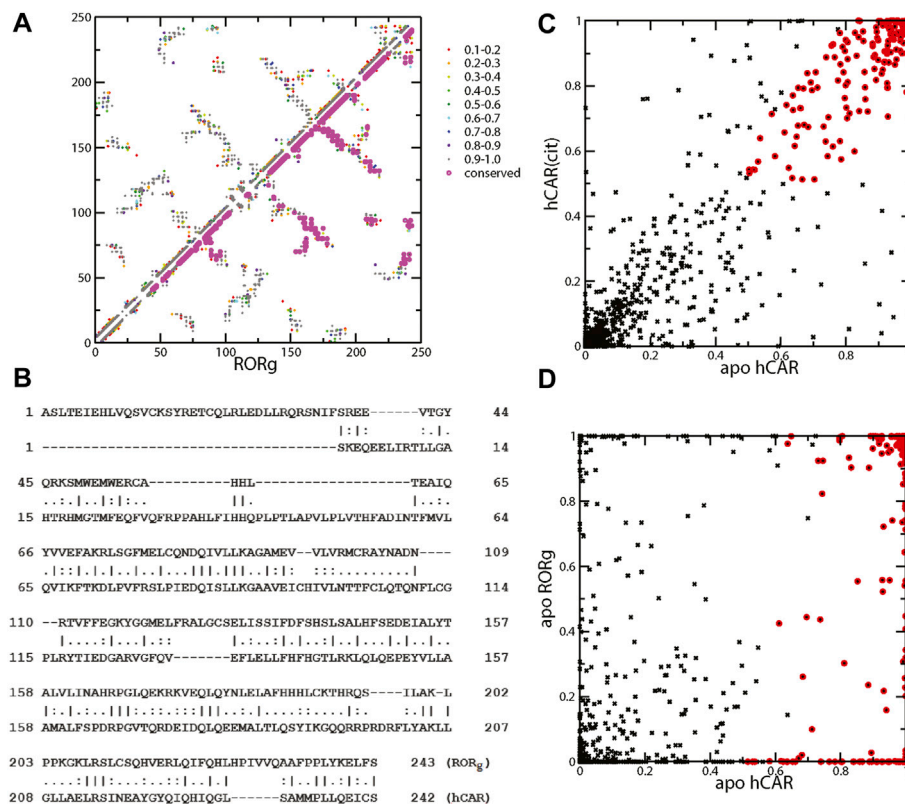 A
250
200
150
100
50
0
0
50
100
150
200
250
RORg
0.1-0.2
0.2-0.3
0.3-0.4
0.4-0.5
0.5-0.6
0.6-0.7
0.7-0.8
0.8-0.9
0.9-1.0
conserved
B
1 ASLTEIEHLVQSVCKSYRETCQLRLEDLLRQRSNIFSREE------VTGY 44
1 -------------------------------------SKEQEELIRTLLGA 14
45 QRKSMWEMWERCA----------HHL-------------------TEAIQ 65
15 HTRHMGTMFEQFVQFRPPAHLFIHHQPLPTLAPVLPLVTHFADINTFMVL 64
66 YVVEFAKRLSGFMELCQNDQIVLLKAGAMEV--VLVRMCRAYNADN---- 109
65 QVIKFTKDLPVFRSLPIEDQISLLKGAAVEICHIVLNTTFCLQTQNFLCG 114
110 --RTVFFEGKYGGMELFRALGCSELISSIFDFSHSLSALHFSEDEIALYT 157
115 PLRYTIEDGARVGFQV-------EFLELLFHFHGTLRKLQLQEPEYVLLA 157
158 ALVLINAHRPGLQEKRKVEQLQYNLELAFHHHLCKTHRQS----ILAK-L 202
158 AMALFSPDRPGVTQRDEIDQLQEEMALTLQSYIKGQQRRPRDRFLYAKLL 207
203 PPKGKLRSLCSQHVERLQIFQHLHPIVVQAAFPPLYKELFS 243 (RORg)
208 GLLAELRSINEAYGYQIQHIQGL------SAMMPLLQEICS 242 (hCAR)
C
1
0.8
0.6
0.4
0.2
0
0
0.2
0.4
0.6
0.8
hCAR(cit)
apo hCAR
D
1
0.8
0.6
0.4
0.2
0
0
0.2
0.4
0.6
0.8
apo RORg
apo hCAR